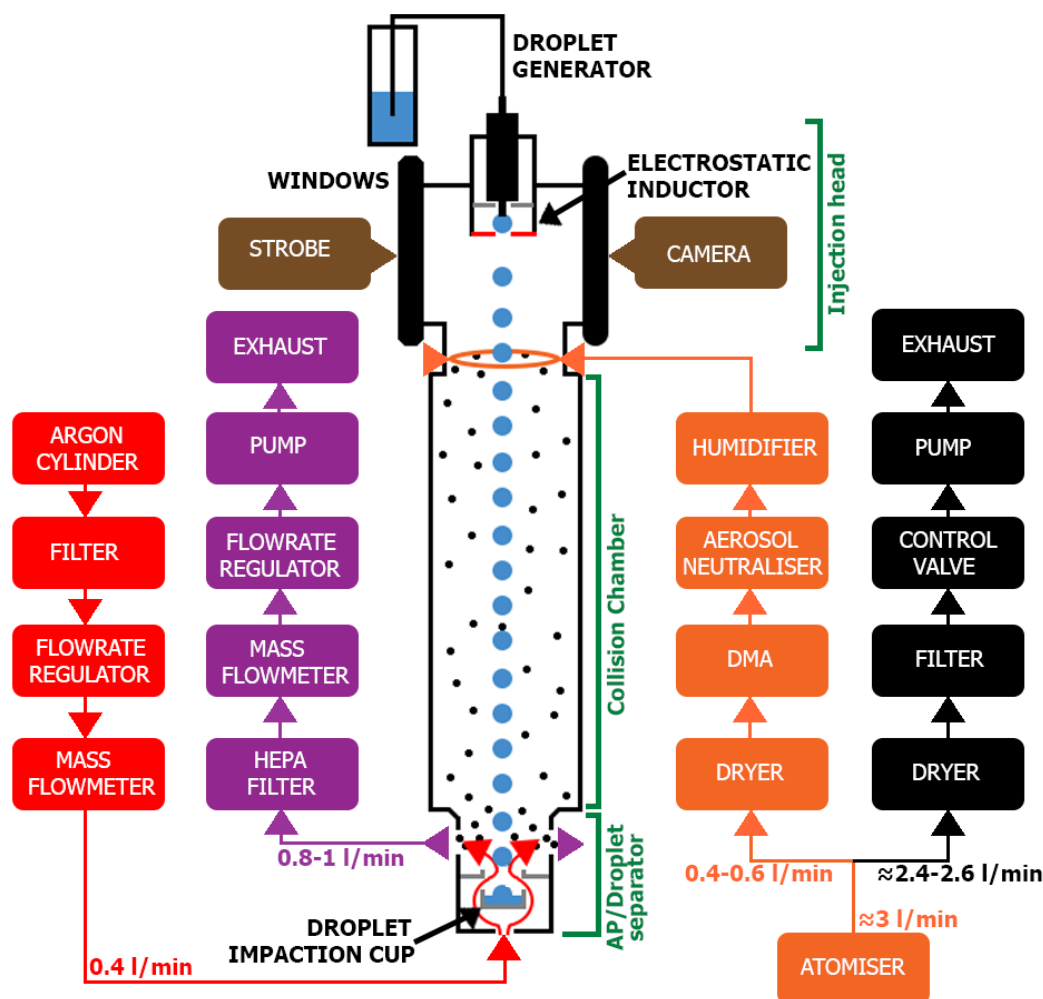 DROPLET
GENERATOR
WINDOWS
ELECTROSTATIC
INDUCTOR
Injection head
STROBE
CAMERA
EXHAUST
PUMP
FLOWRATE
REGULATOR
MASS
FLOWMETER
HEPA
FILTER
0.8-1 l/min
ARGON
CYLINDER
FILTER
FLOWRATE
REGULATOR
MASS
FLOWMETER
0.4 l/min
Collision Chamber
AP/Droplet
separator
DROPLET
IMPACTION CUP
HUMIDIFIER
AEROSOL
NEUTRALISER
DMA
DRYER
0.4-0.6 l/min
EXHAUST
PUMP
CONTROL
VALVE
FILTER
DRYER
≈2.4-2.6 l/min
≈3 l/min
ATOMISER